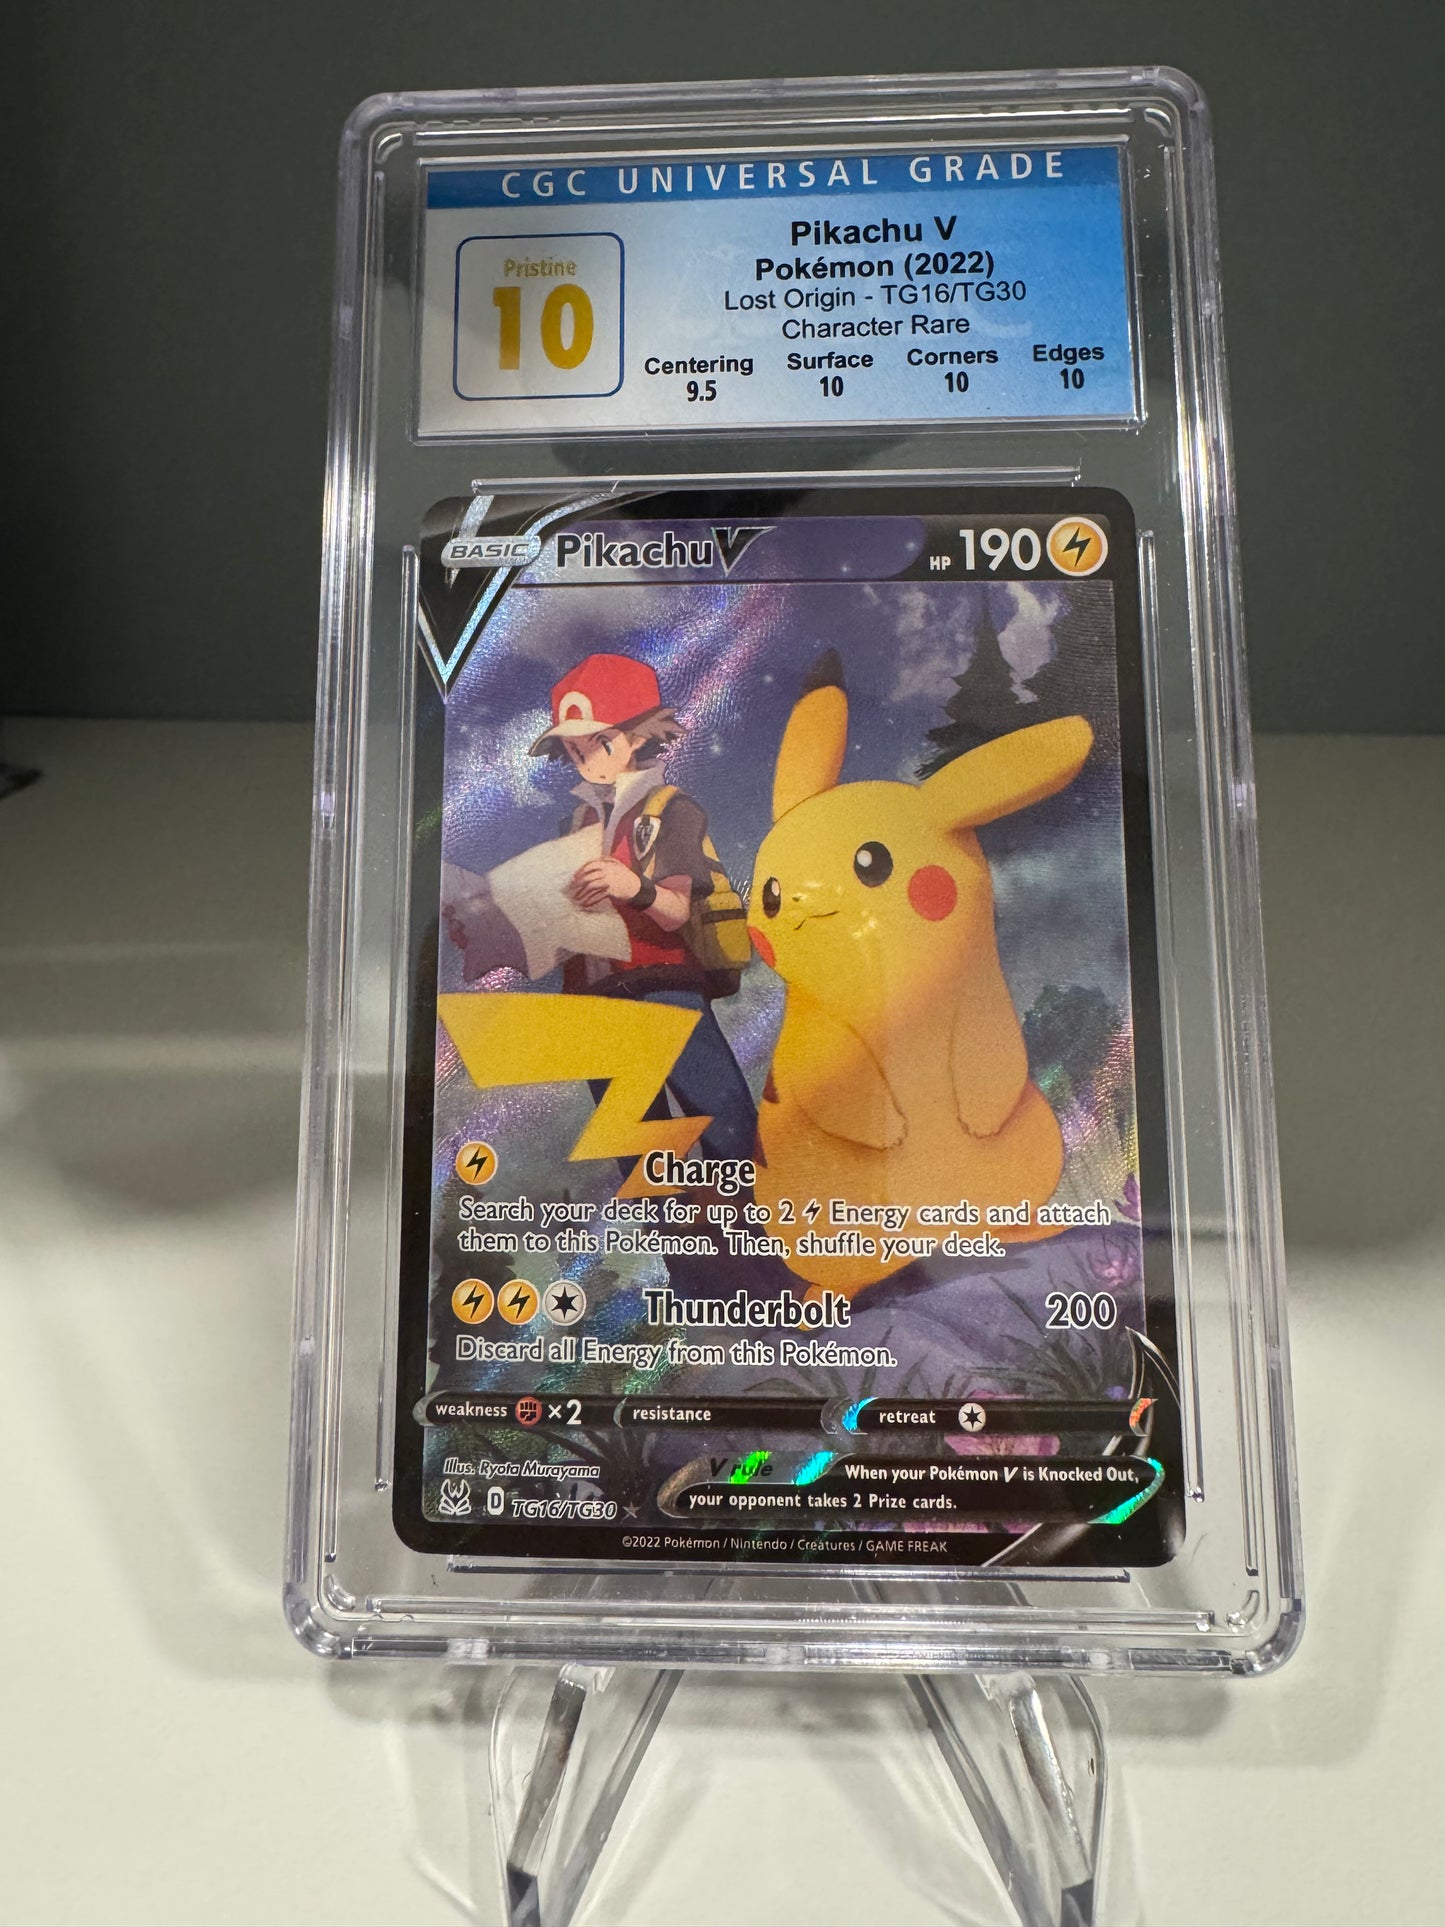 CGC UNIVERSAL GRADE
Pristine
10
Pikachu V
Pokémon (2022)
Lost Origin - TG16/TG30
Character Rare
Centering Surface Corners Edges
9.5 10 10 10
BASIC Pikachu V HP 190
Charge
Search your deck for up to 2 Energy cards and attach
them to this Pokémon. Then, shuffle your deck.
Thunderbolt 200
Discard all Energy from this Pokémon.
weakness ×2 resistance retreat
Illus. Ryota Murayama
D TG16/TG30
V rule When your Pokémon V is Knocked Out,
your opponent takes 2 Prize cards.
©2022 Pokémon / Nintendo / Creatures / GAME FREAK